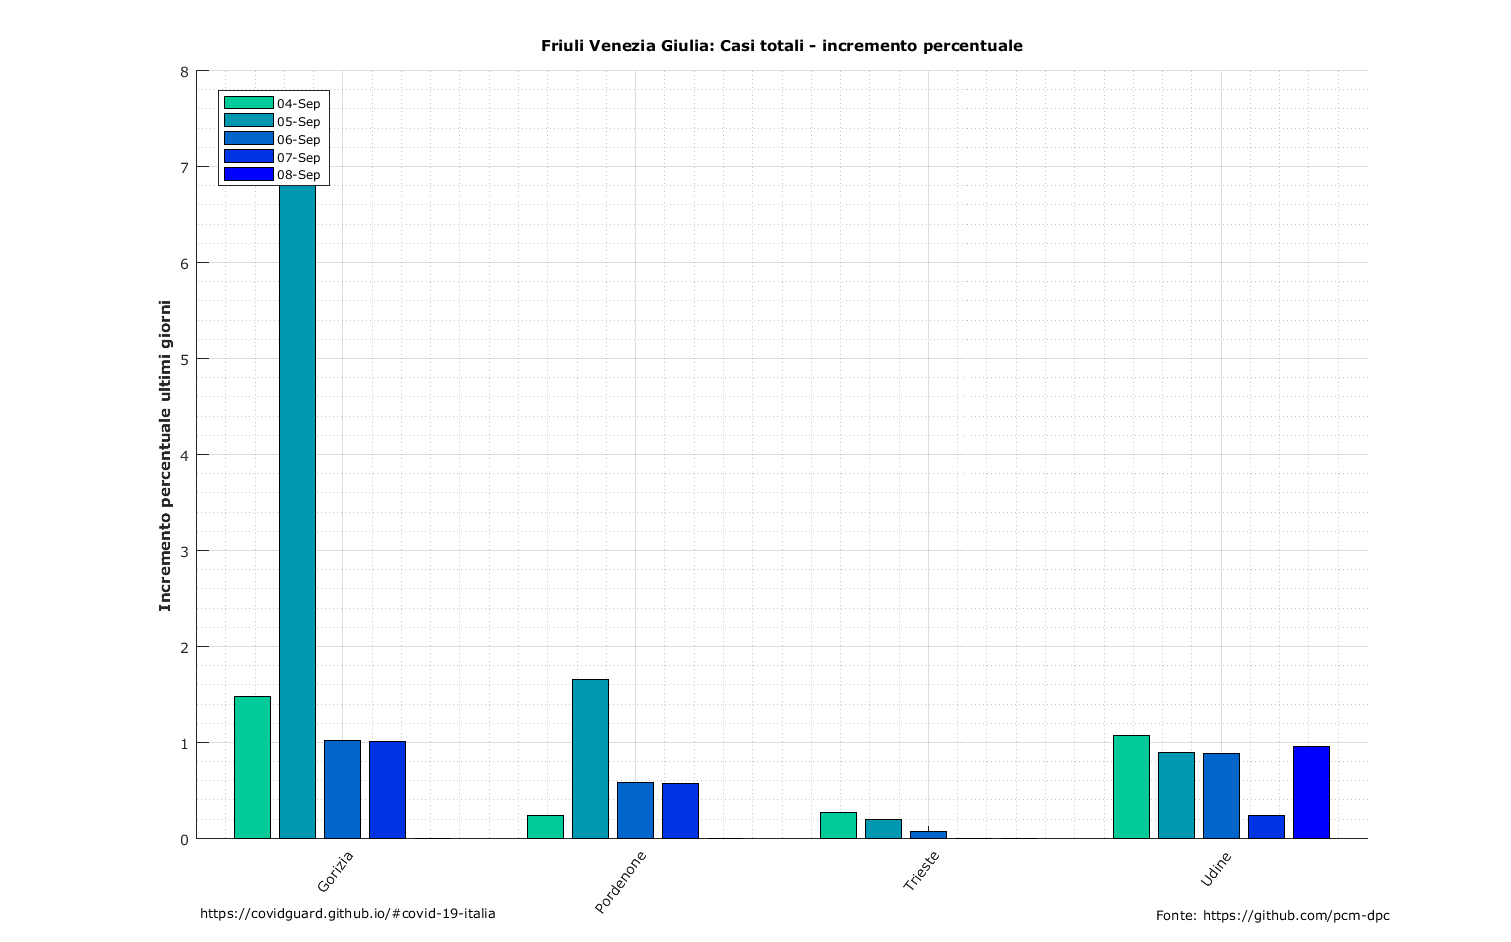 Friuli Venezia Giulia: Casi totali - incremento percentuale
Incremento percentuale ultimi giorni
8
7
6
5
4
3
2
1
0
04-Sep
05-Sep
06-Sep
07-Sep
08-Sep
Gorizia
Pordenone
Trieste
Udine
https://covidguard.github.io/#covid-19-italia
Fonte: https://github.com/pcm-dpc